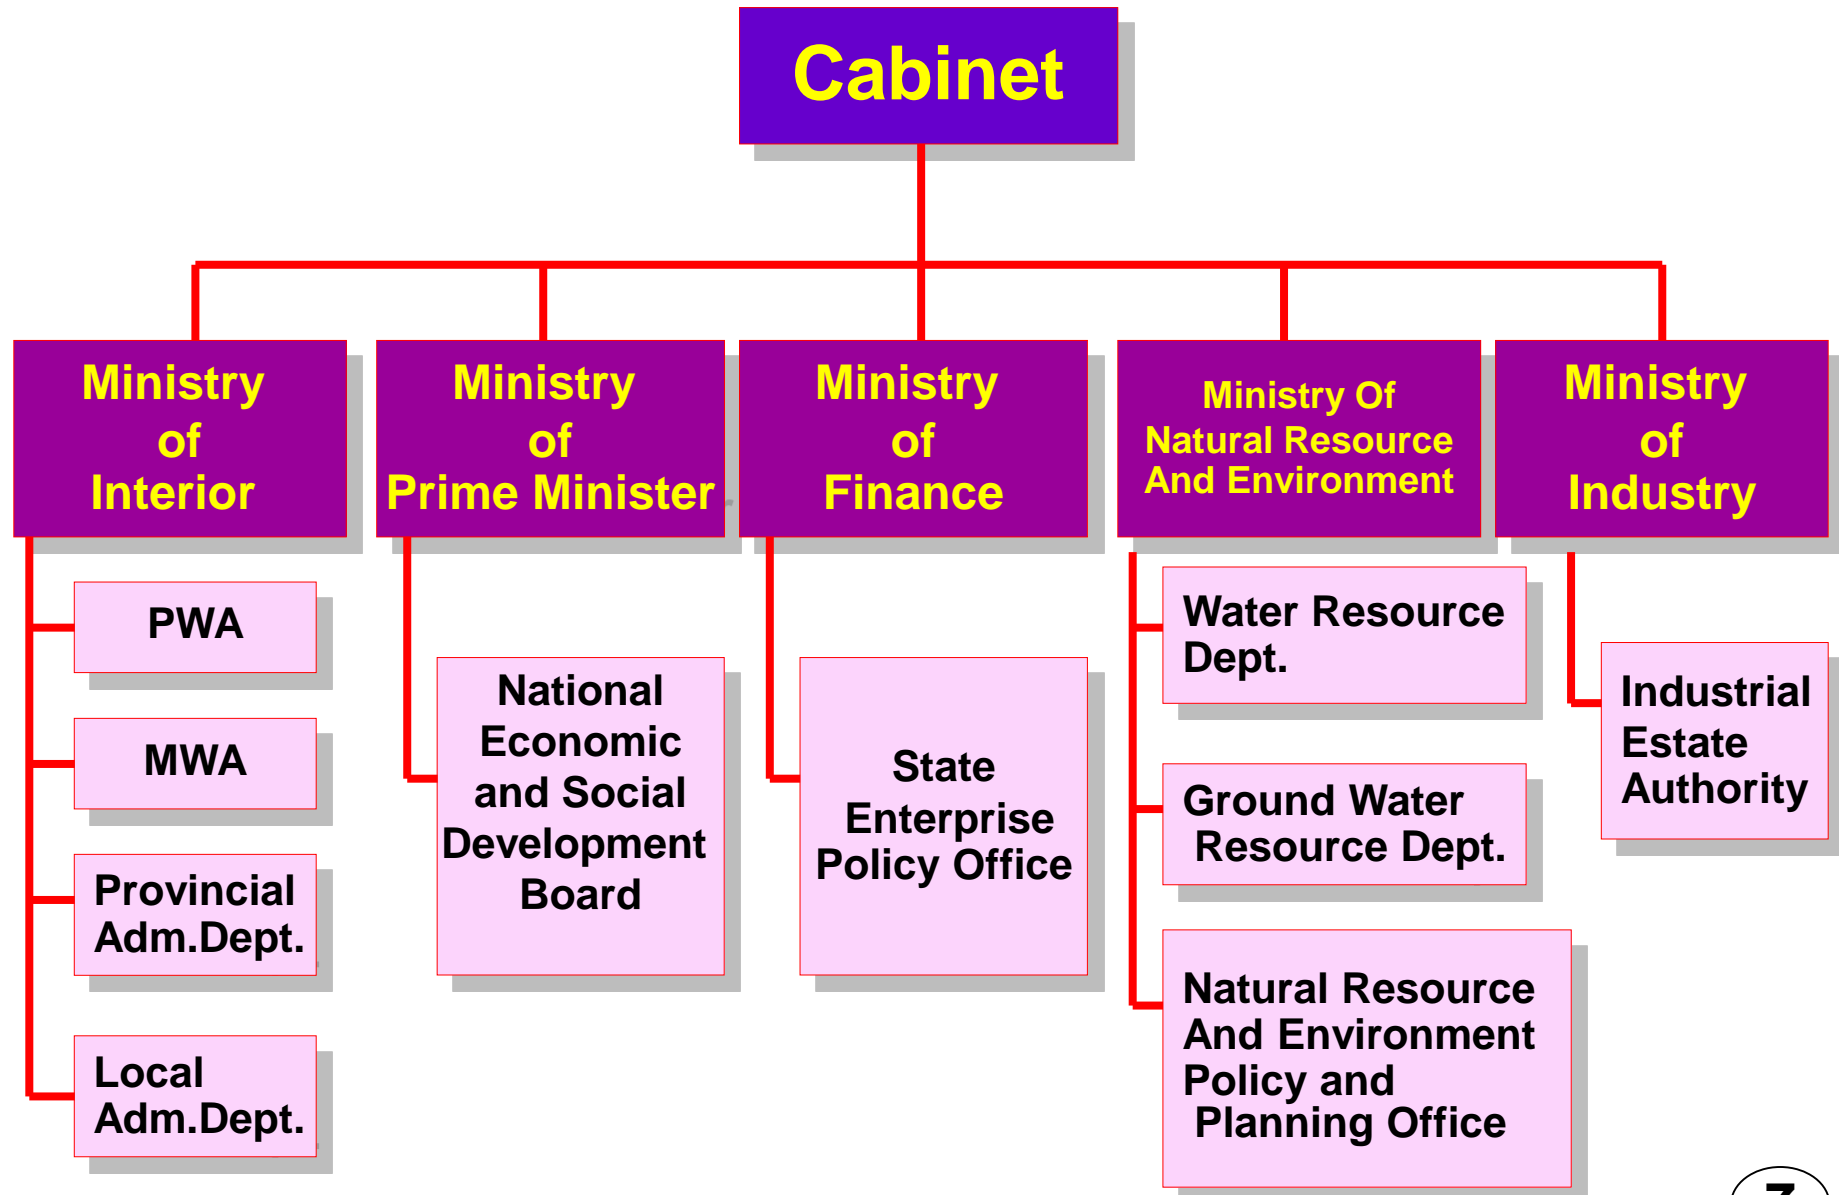 Cabinet
Ministry
of
Interior
Ministry
of
Prime Minister
Ministry
of
Finance
Ministry Of
Natural Resource
And Environment
Ministry
of
Industry
PWA
MWA
Provincial
Adm.Dept.
Local
Adm.Dept.
National
Economic
and Social
Development
Board
State
Enterprise
Policy Office
Water Resource
Dept.
Ground Water
Resource Dept.
Natural Resource
And Environment
Policy and
Planning Office
Industrial
Estate
Authority